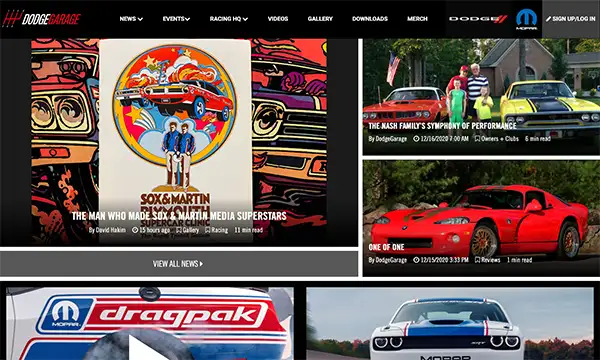 DODGEGARAGE
NEWS EVENTS RACING HQ VIDEOS GALLERY DOWNLOADS MERCH DODGE MOPAR SIGN UP/LOG IN
SOX&MARTIN
THE MAN WHO MADE SOX & MARTIN MEDIA SUPERSTARS
By David Hakim 15 hours ago Gallery Racing 11 min read
VIEW ALL NEWS
THE NASH FAMILY'S SYMPHONY OF PERFORMANCE
By DodgeGarage 12/16/2020 7:00 AM Owners + Clubs 6 min read
ONE OF ONE
By DodgeGarage 12/15/2020 3:33 PM Reviews 1 min read
MOPAR dragpak
MOPAR